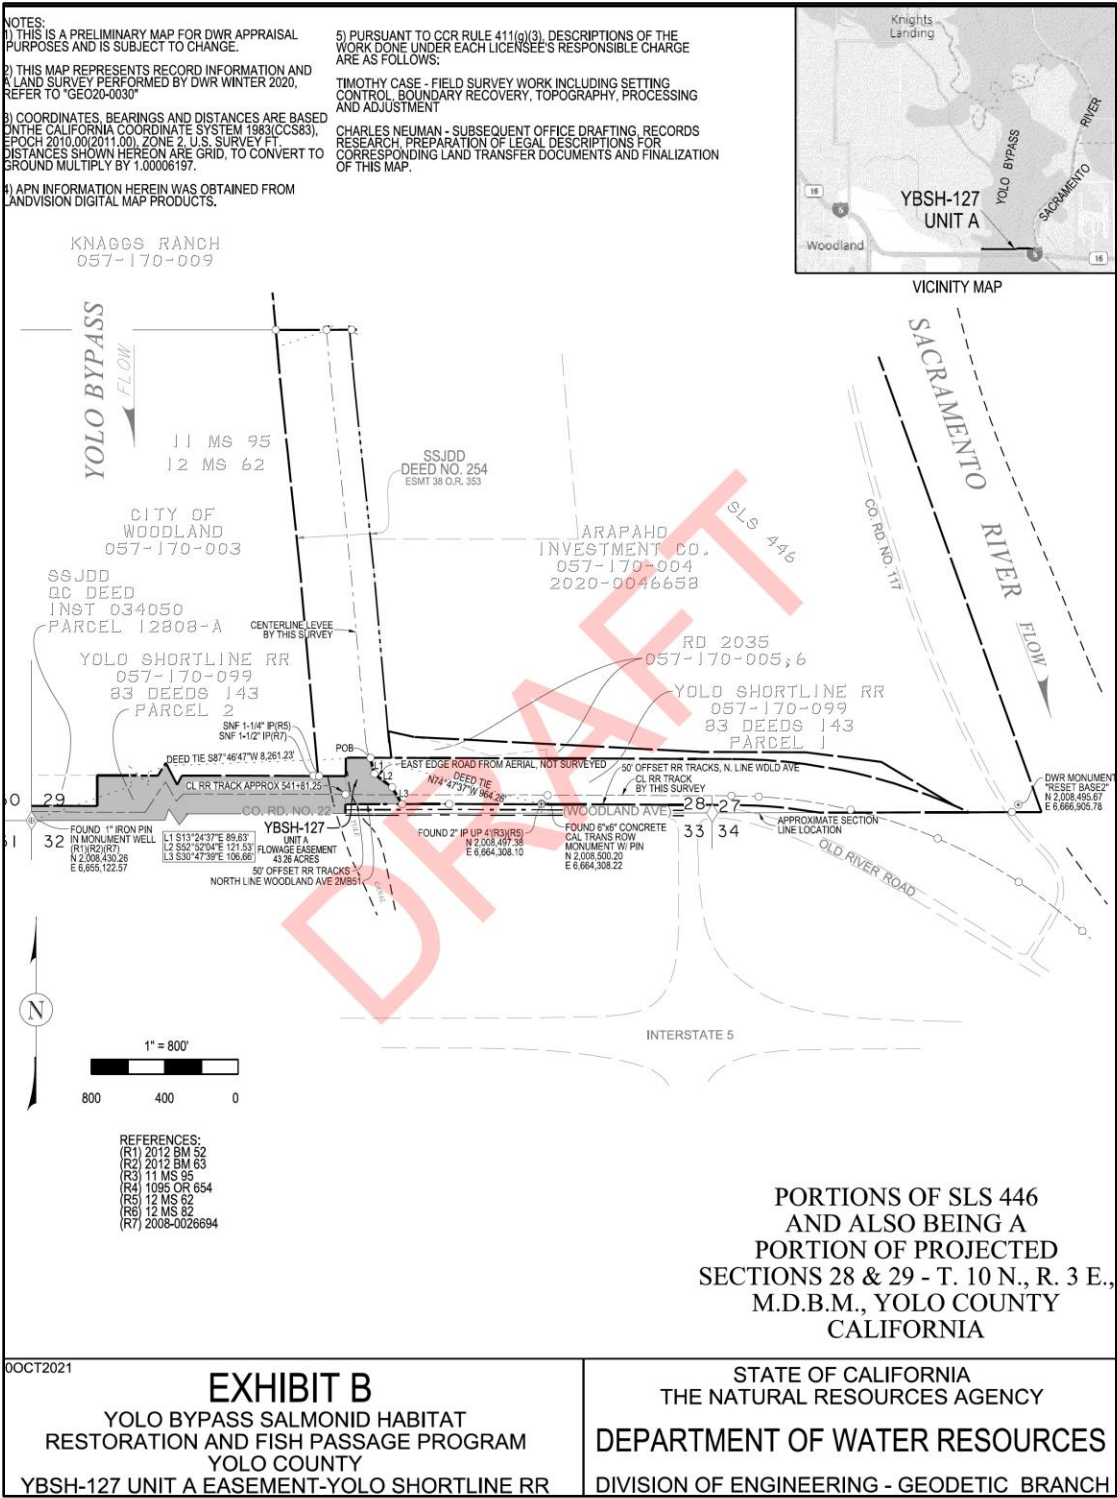 NOTES:
1) THIS IS A PRELIMINARY MAP FOR DWR APPRAISAL
PURPOSES AND IS SUBJECT TO CHANGE.
2) THIS MAP REPRESENTS RECORD INFORMATION AND
A LAND SURVEY PERFORMED BY DWR WINTER 2020,
REFER TO "GEO20-0030"
3) COORDINATES, BEARINGS AND DISTANCES ARE BASED
ONTHE CALIFORNIA COORDINATE SYSTEM 1983(CCS83),
EPOCH 2010.00(2011.00), ZONE 2, U.S. SURVEY FT.
DISTANCES SHOWN HEREON ARE GRID, TO CONVERT TO
GROUND MULTIPLY BY 1.00006197.
4) APN INFORMATION HEREIN WAS OBTAINED FROM
LANDVISION DIGITAL MAP PRODUCTS.
5) PURSUANT TO CCR RULE 411(g)(3), DESCRIPTIONS OF THE
WORK DONE UNDER EACH LICENSEE'S RESPONSIBLE CHARGE
ARE AS FOLLOWS:
TIMOTHY CASE - FIELD SURVEY WORK INCLUDING SETTING
CONTROL, BOUNDARY RECOVERY, TOPOGRAPHY, PROCESSING
AND ADJUSTMENT
CHARLES NEUMAN - SUBSEQUENT OFFICE DRAFTING, RECORDS
RESEARCH, PREPARATION OF LEGAL DESCRIPTIONS FOR
CORRESPONDING LAND TRANSFER DOCUMENTS AND FINALIZATION
OF THIS MAP.
Knights
Landing
RIVER
YOLO BYPASS
SACRAMENTO
16
5
YBSH-127
UNIT A
Woodland
5
16
VICINITY MAP
KNAGGS RANCH
057-170-009
YOLO BYPASS
FLOW
SACRAMENTO RIVER
FLOW
11 MS 95
12 MS 62
SSJDD
DEED NO. 254
ESMT 38 O.R. 353
CITY OF
WOODLAND
057-170-003
ARAPAHO
INVESTMENT CO.
057-170-004
2020-0046658
SLS 446
CO. RD. NO. 117
SSJDD
QC DEED
INST 034050
PARCEL 12808-A
CENTERLINE LEVEE
BY THIS SURVEY
YOLO SHORTLINE RR
057-170-099
83 DEEDS 143
PARCEL 2
RD 2035
057-170-005,6
YOLO SHORTLINE RR
057-170-099
83 DEEDS 143
PARCEL 1
SNF 1-1/4" IP(R5)
SNF 1-1/2" IP(R7)
POB
DEED TIE S87°46'47"W 8,261.23'
L1
L2
L3
EAST EDGE ROAD FROM AERIAL, NOT SURVEYED
DEED TIE
N74°47'37"W 964.26'
50' OFFSET RR TRACKS, N. LINE WDLD AVE
CL RR TRACK
BY THIS SURVEY
CL RR TRACK APPROX 541+81.25
DWR MONUMENT
"RESET BASE2"
N 2,008,495.67
E 6,666,905.78
30 29
CO. RD. NO. 22
(WOODLAND AVE)
28 27
31 32
33 34
APPROXIMATE SECTION
LINE LOCATION
FOUND 1" IRON PIN
IN MONUMENT WELL
(R1)(R2)(R7)
N 2,008,430.26
E 6,655,122.57
L1 S13°24'37"E 89.63'
L2 S52°52'04"E 121.53'
L3 S30°47'39"E 106.66'
YBSH-127
UNIT A
FLOWAGE EASEMENT
43.26 ACRES
50' OFFSET RR TRACKS
NORTH LINE WOODLAND AVE 2MB51
TULE
CANAL
FOUND 2" IP UP 4'(R3)(R5)
N 2,008,497.38
E 6,664,308.10
FOUND 6"x6" CONCRETE
CAL TRANS ROW
MONUMENT W/ PIN
N 2,008,500.20
E 6,664,308.22
OLD RIVER ROAD
DRAFT
N
INTERSTATE 5
1" = 800'
800 400 0
REFERENCES:
(R1) 2012 BM 52
(R2) 2012 BM 63
(R3) 11 MS 95
(R4) 1095 OR 654
(R5) 12 MS 62
(R6) 12 MS 82
(R7) 2008-0026694
PORTIONS OF SLS 446
AND ALSO BEING A
PORTION OF PROJECTED
SECTIONS 28 & 29 - T. 10 N., R. 3 E.,
M.D.B.M., YOLO COUNTY
CALIFORNIA
0OCT2021
EXHIBIT B
YOLO BYPASS SALMONID HABITAT
RESTORATION AND FISH PASSAGE PROGRAM
YOLO COUNTY
YBSH-127 UNIT A EASEMENT-YOLO SHORTLINE RR
STATE OF CALIFORNIA
THE NATURAL RESOURCES AGENCY
DEPARTMENT OF WATER RESOURCES
DIVISION OF ENGINEERING - GEODETIC BRANCH